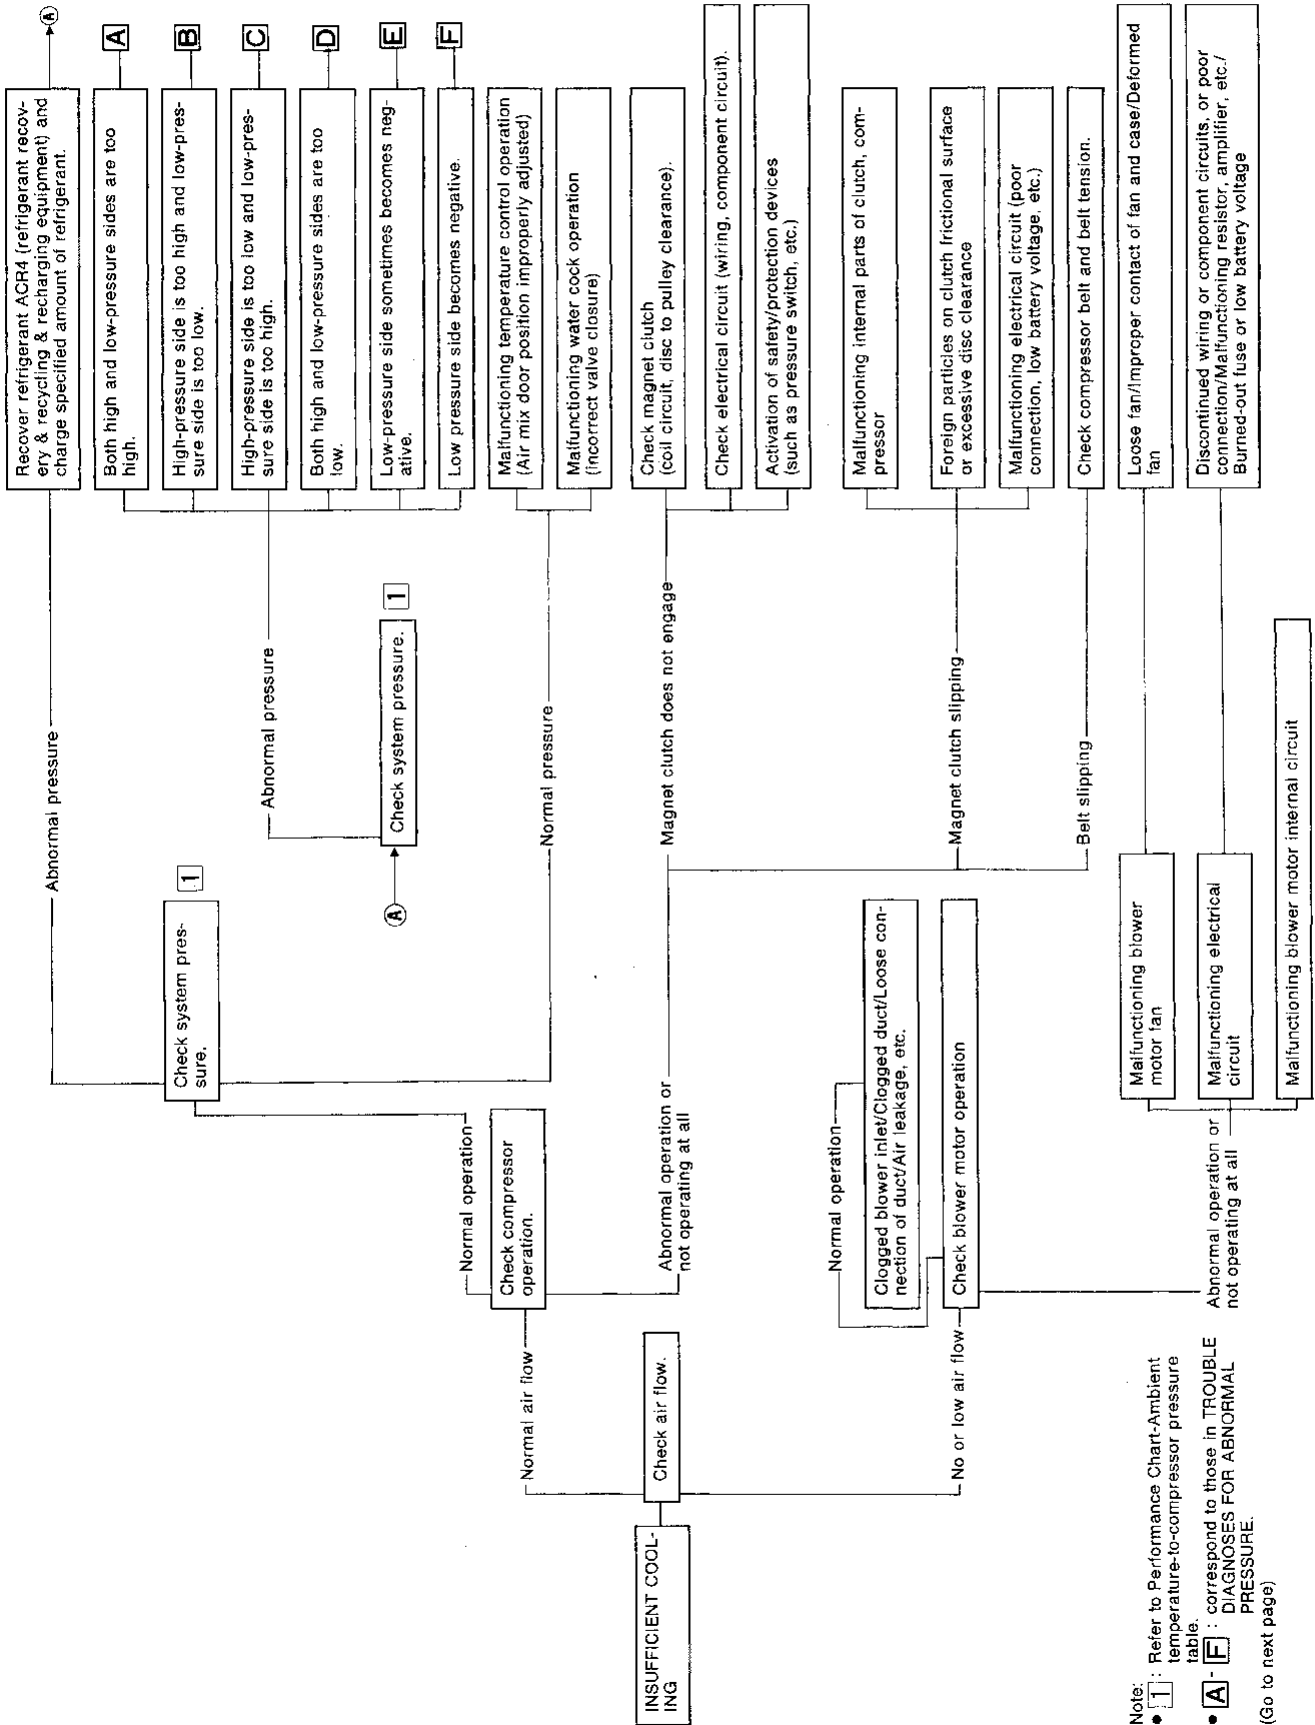 INSUFFICIENT COOL-
ING
Check air flow.
Normal air flow
No or low air flow
Check compressor
operation.
Normal operation
Abnormal operation or
not operating at all
Check system pres-
sure.
1
Abnormal pressure
Recover refrigerant ACR4 (refrigerant recov-
ery & recycling & recharging equipment) and
charge specified amount of refrigerant.
A
A
Check system pressure.
1
Abnormal pressure
Both high and low-pressure sides are too
high.
A
High-pressure side is too high and low-pres-
sure side is too low.
B
High-pressure side is too low and low-pres-
sure side is too high.
C
Both high and low-pressure sides are too
low.
D
Low-pressure side sometimes becomes neg-
ative.
E
Low pressure side becomes negative.
F
Normal pressure
Malfunctioning temperature control operation
(Air mix door position improperly adjusted)
Malfunctioning water cock operation
(incorrect valve closure)
Magnet clutch does not engage
Check magnet clutch
(coil circuit, disc to pulley clearance).
Check electrical circuit (wiring, component circuit).
Activation of safety/protection devices
(such as pressure switch, etc.)
Magnet clutch slipping
Malfunctioning internal parts of clutch, com-
pressor
Foreign particles on clutch frictional surface
or excessive disc clearance
Malfunctioning electrical circuit (poor
connection, low battery voltage, etc.)
Belt slipping
Check compressor belt and belt tension.
Normal operation
Clogged blower inlet/Clogged duct/Loose con-
nection of duct/Air leakage, etc.
Check blower motor operation
Abnormal operation or
not operating at all
Malfunctioning blower
motor fan
Loose fan/Improper contact of fan and case/Deformed
fan
Malfunctioning electrical
circuit
Discontinued wiring or component circuits, or poor
connection/Malfunctioning resistor, amplifier, etc./
Burned-out fuse or low battery voltage
Malfunctioning blower motor internal circuit
Note:
• 1 : Refer to Performance Chart-Ambient
temperature-to-compressor pressure
table.
• A - F : correspond to those in TROUBLE
DIAGNOSES FOR ABNORMAL
PRESSURE.
(Go to next page)